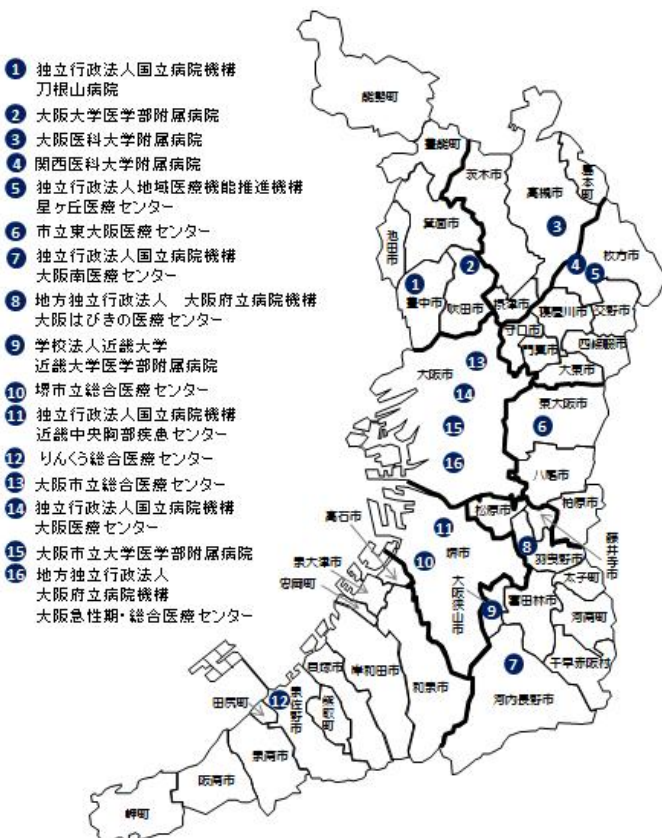 1 独立行政法人国立病院機構
刀根山病院
2 大阪大学医学部附属病院
3 大阪医科大学附属病院
4 関西医科大学附属病院
5 独立行政法人地域医療機能推進機構
星ヶ丘医療センター
6 市立東大阪医療センター
7 独立行政法人国立病院機構
大阪南医療センター
8 地方独立行政法人 大阪府立病院機構
大阪はびきの医療センター
9 学校法人近畿大学
近畿大学医学部附属病院
10 堺市立総合医療センター
11 独立行政法人国立病院機構
近畿中央胸部疾患センター
12 りんくう総合医療センター
13 大阪市立総合医療センター
14 独立行政法人国立病院機構
大阪医療センター
15 大阪市立大学医学部附属病院
16 地方独立行政法人
大阪府立病院機構
大阪急性期・総合医療センター
能勢町
豊能町
茨木市
高槻市
島本町
3
箕面市
池田市
2
4
枚方市
5
1
豊中市
吹田市
摂津市
寝屋川市
交野市
守口市
門真市
四條畷市
大東市
大阪市
13
14
15
16
東大阪市
6
八尾市
柏原市
松原市
藤井寺市
8
羽曳野市
高石市
11
堺市
10
泉大津市
忠岡町
大阪狭山市
太子町
9
富田林市
河南町
千早赤阪村
7
河内長野市
和泉市
岸和田市
貝塚市
田尻町
12
泉佐野市
熊取町
泉南市
阪南市
岬町